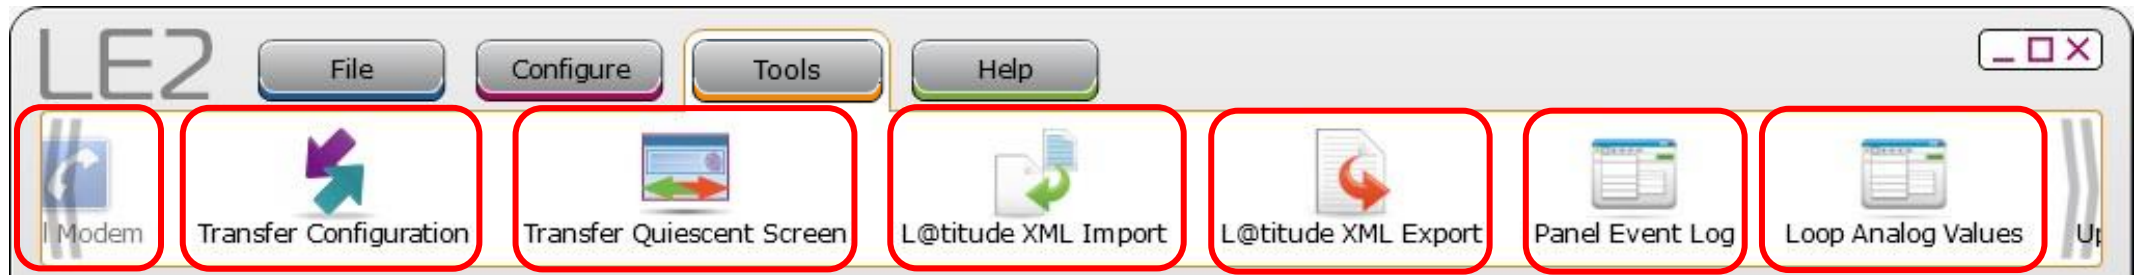 LE2
File Configure Tools Help
l Modem Transfer Configuration Transfer Quiescent Screen L@titude XML Import L@titude XML Export Panel Event Log Loop Analog Values Up